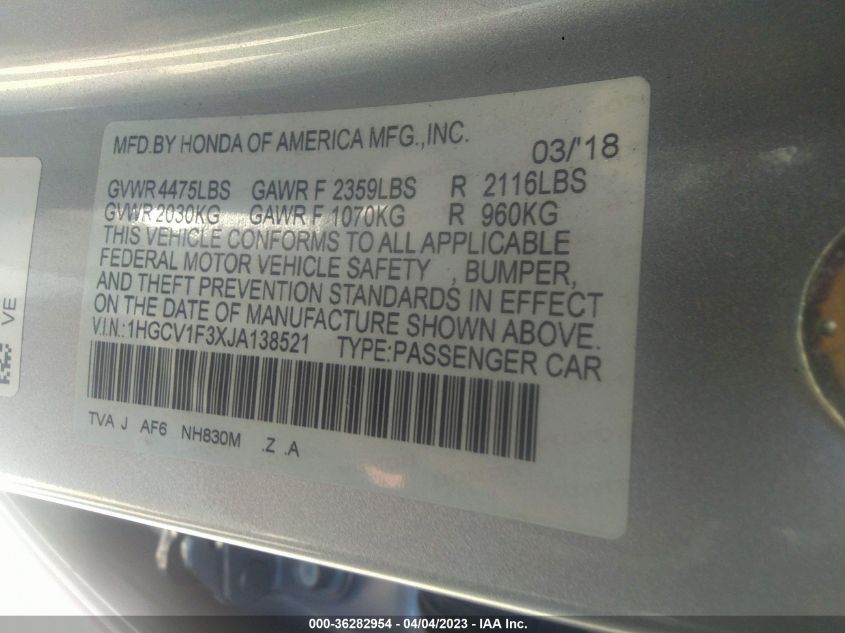 MFD.BY HONDA OF AMERICA MFG.,INC. 03/'18
GVWR 4475LBS GAWR F 2359LBS R 2116LBS
GVWR 2030KG GAWR F 1070KG R 960KG
THIS VEHICLE CONFORMS TO ALL APPLICABLE
FEDERAL MOTOR VEHICLE SAFETY , BUMPER,
AND THEFT PREVENTION STANDARDS IN EFFECT
ON THE DATE OF MANUFACTURE SHOWN ABOVE.
V.I.N.:1HGCV1F3XJA138521 TYPE:PASSENGER CAR
TVA J AF6 NH830M .Z .A
VE
000-36282954 - 04/04/2023 - IAA Inc.